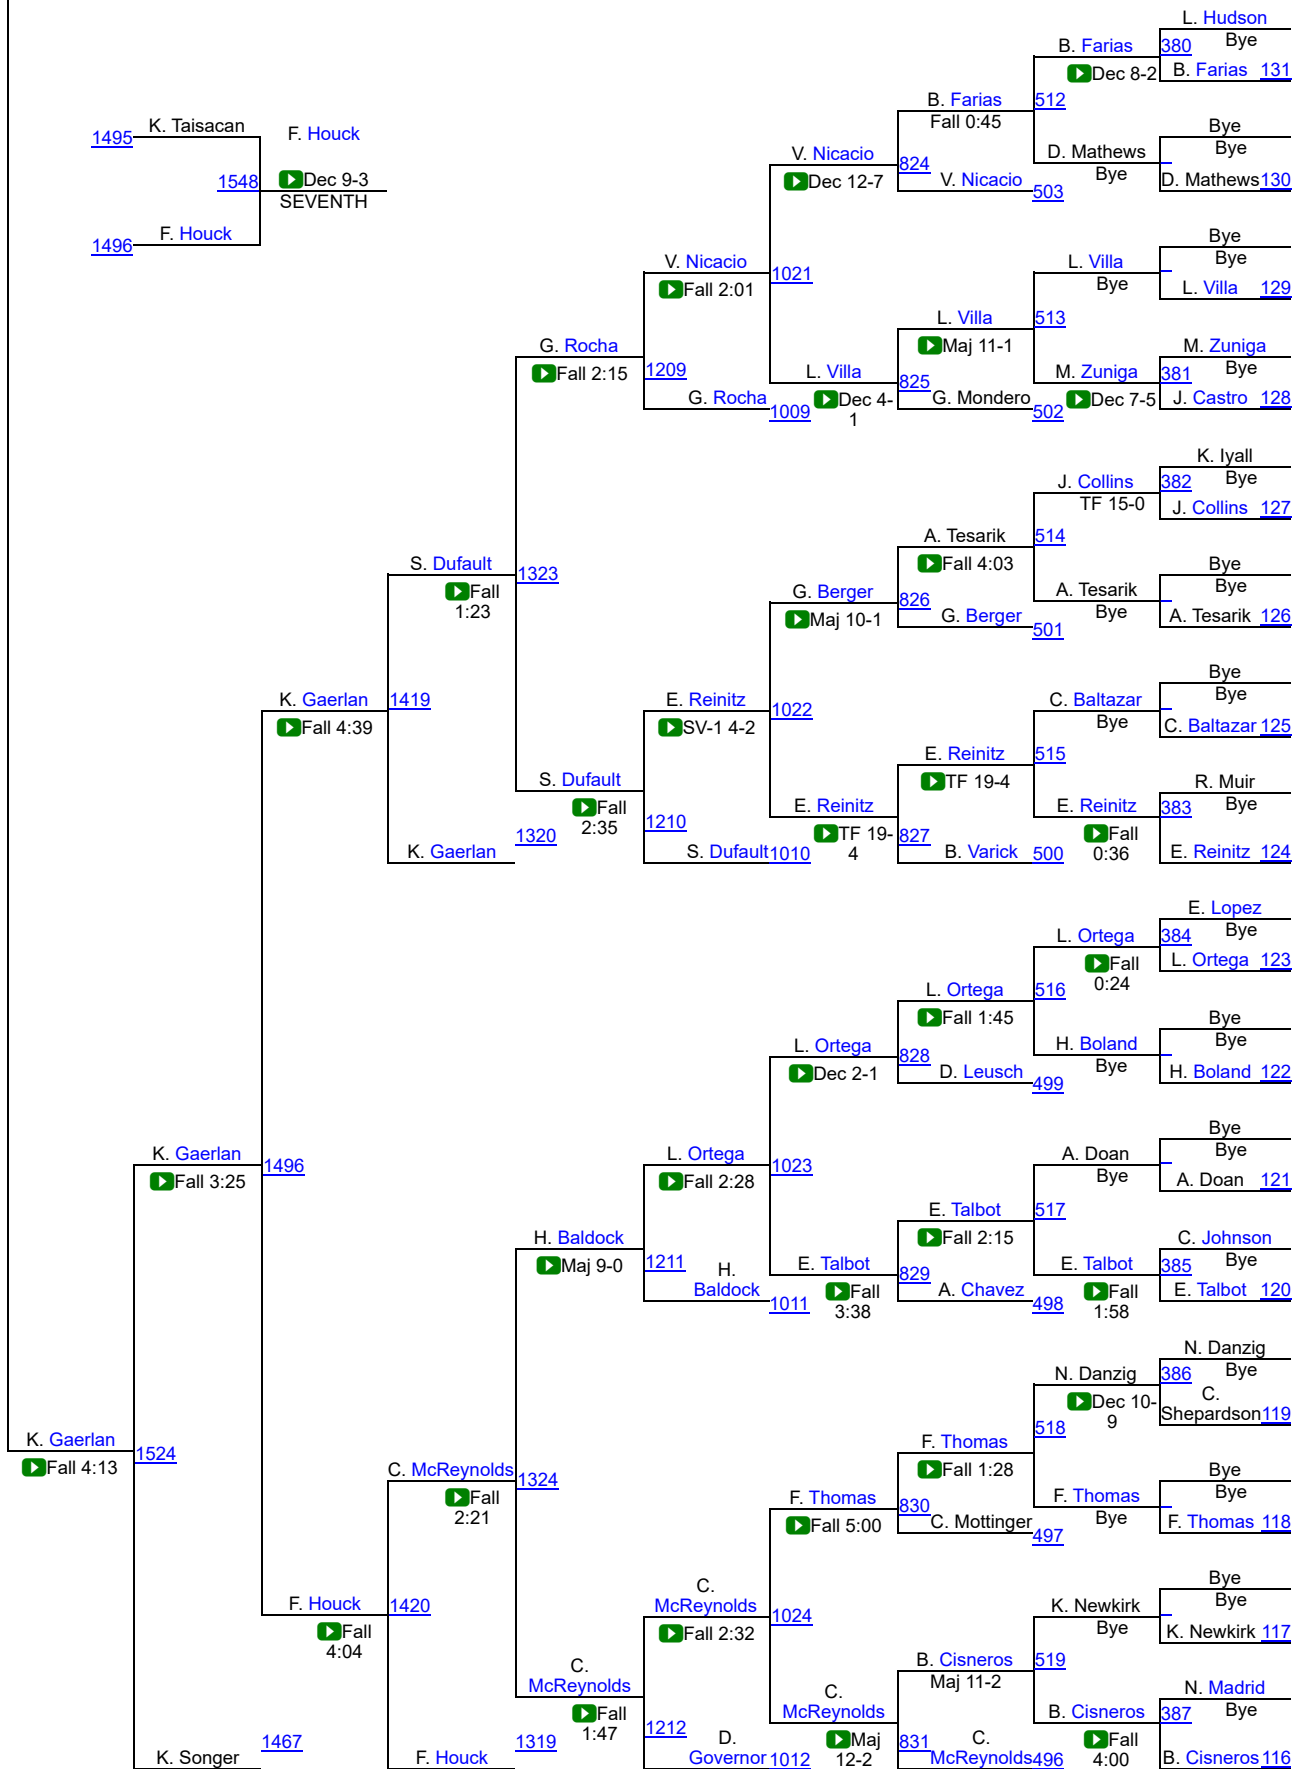 L. Hudson
B. Farias 380 Bye
Dec 8-2 B. Farias 131
B. Farias 512
Fall 0:45
K. Taisacan F. Houck Bye
1495 Bye
V. Nicacio 824 D. Mathews
Dec 12-7 V. Nicacio 503 Bye D. Mathews 130
1548 Dec 9-3
SEVENTH
F. Houck Bye
1496 Bye
V. Nicacio 1021 L. Villa
Fall 2:01 Bye L. Villa 129
L. Villa 513
Maj 11-1
G. Rocha M. Zuniga
Fall 2:15 1209 L. Villa 825 M. Zuniga 381 Bye
G. Rocha 1009 Dec 4-
1 G. Mondero 502 Dec 7-5 J. Castro 128
K. Iyall
J. Collins 382 Bye
TF 15-0 J. Collins 127
A. Tesarik 514
Fall 4:03
S. Dufault 1323 Bye
Fall
1:23 Bye
G. Berger 826 A. Tesarik
Maj 10-1 G. Berger 501 Bye A. Tesarik 126
Bye
Bye
K. Gaerlan 1419 E. Reinitz 1022 C. Baltazar
Fall 4:39 SV-1 4-2 Bye C. Baltazar 125
E. Reinitz 515
TF 19-4
S. Dufault R. Muir
Fall
2:35 1210 E. Reinitz 827 E. Reinitz 383 Bye
K. Gaerlan 1320 S. Dufault 1010 TF 19-
4 B. Varick 500 Fall
0:36 E. Reinitz 124
E. Lopez
L. Ortega 384 Bye
Fall
0:24 L. Ortega 123
L. Ortega 516
Fall 1:45
Bye
Bye
L. Ortega 828 H. Boland
Dec 2-1 D. Leusch 499 Bye H. Boland 122
Bye
Bye
K. Gaerlan 1496 L. Ortega 1023 A. Doan
Fall 3:25 Fall 2:28 Bye A. Doan 121
E. Talbot 517
Fall 2:15
H. Baldock C. Johnson
Maj 9-0 1211 E. Talbot 829 E. Talbot 385 Bye
H.
Baldock 1011 Fall
3:38 A. Chavez 498 Fall
1:58 E. Talbot 120
N. Danzig
N. Danzig 386 Bye
Dec 10-
9 C.
Shepardson 119
K. Gaerlan 1524 F. Thomas 518
Fall 4:13 Fall 1:28
C. McReynolds 1324 Bye
Fall
2:21 Bye
F. Thomas 830 F. Thomas
Fall 5:00 C. Mottinger 497 Bye F. Thomas 118
Bye
Bye
F. Houck 1420 C.
McReynolds 1024 K. Newkirk
Fall
4:04 Fall 2:32 Bye K. Newkirk 117
B. Cisneros 519
Maj 11-2
C.
McReynolds N. Madrid
Fall
1:47 1212 C.
McReynolds 831 B. Cisneros 387 Bye
K. Songer 1467 F. Houck 1319 D.
Governor 1012 Maj
12-2 C.
McReynolds 496 Fall
4:00 B. Cisneros 116